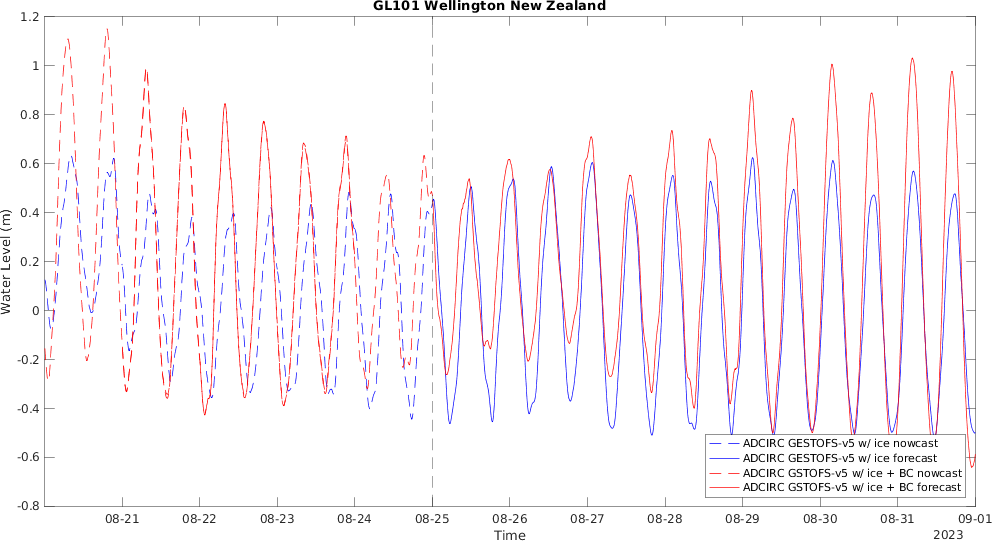 GL101 Wellington New Zealand
1.2
1
0.8
0.6
0.4
0.2
0
-0.2
-0.4
-0.6
-0.8
Water Level (m)
08-21 08-22 08-23 08-24 08-25 08-26 08-27 08-28 08-29 08-30 08-31 09-01
Time
2023
ADCIRC GESTOFS-v5 w/ ice nowcast
ADCIRC GESTOFS-v5 w/ ice forecast
ADCIRC GSTOFS-v5 w/ ice + BC nowcast
ADCIRC GSTOFS-v5 w/ ice + BC forecast